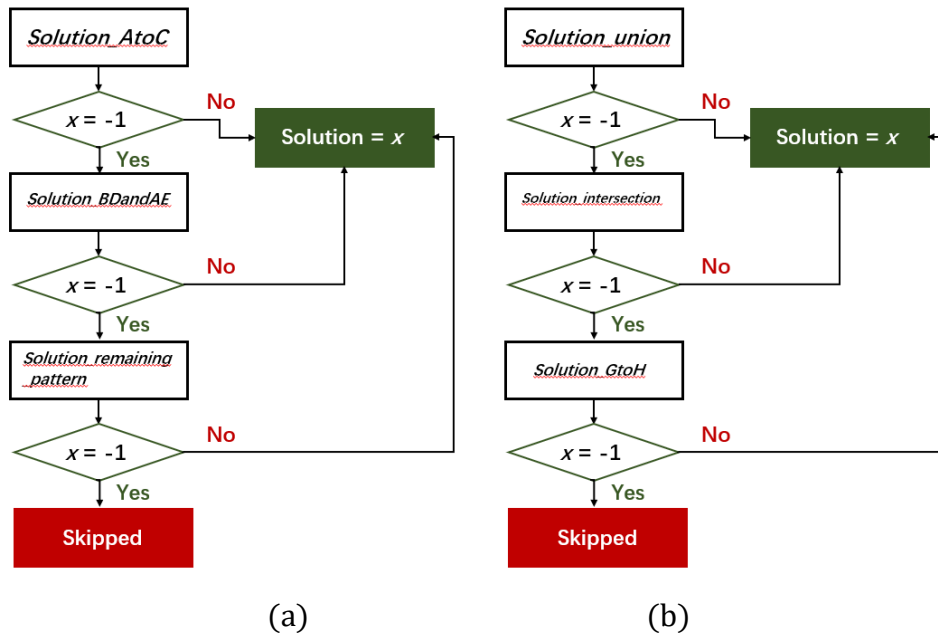 Solution_AtoC
x = -1
No
Solution = x
Yes
Solution_BDandAE
x = -1
No
Yes
Solution_remaining
_pattern
x = -1
No
Yes
Skipped
(a)
Solution_union
x = -1
No
Solution = x
Yes
Solution_intersection
x = -1
No
Yes
Solution_GtoH
x = -1
No
Yes
Skipped
(b)